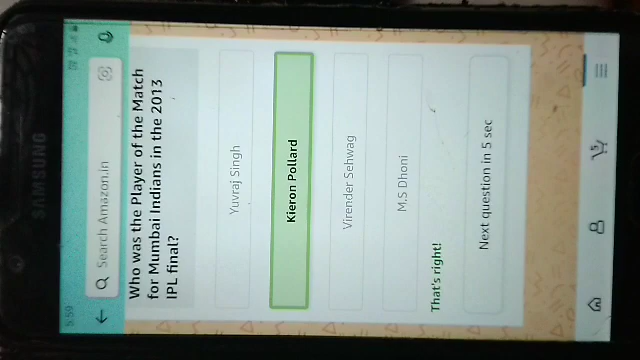 SAMSUNG
5:59
Search Amazon.in
Who was the Player of the Match
for Mumbai Indians in the 2013
IPL final?
Yuvraj Singh
Kieron Pollard
Virender Sehwag
M.S Dhoni
That's right!
Next question in 5 sec
5